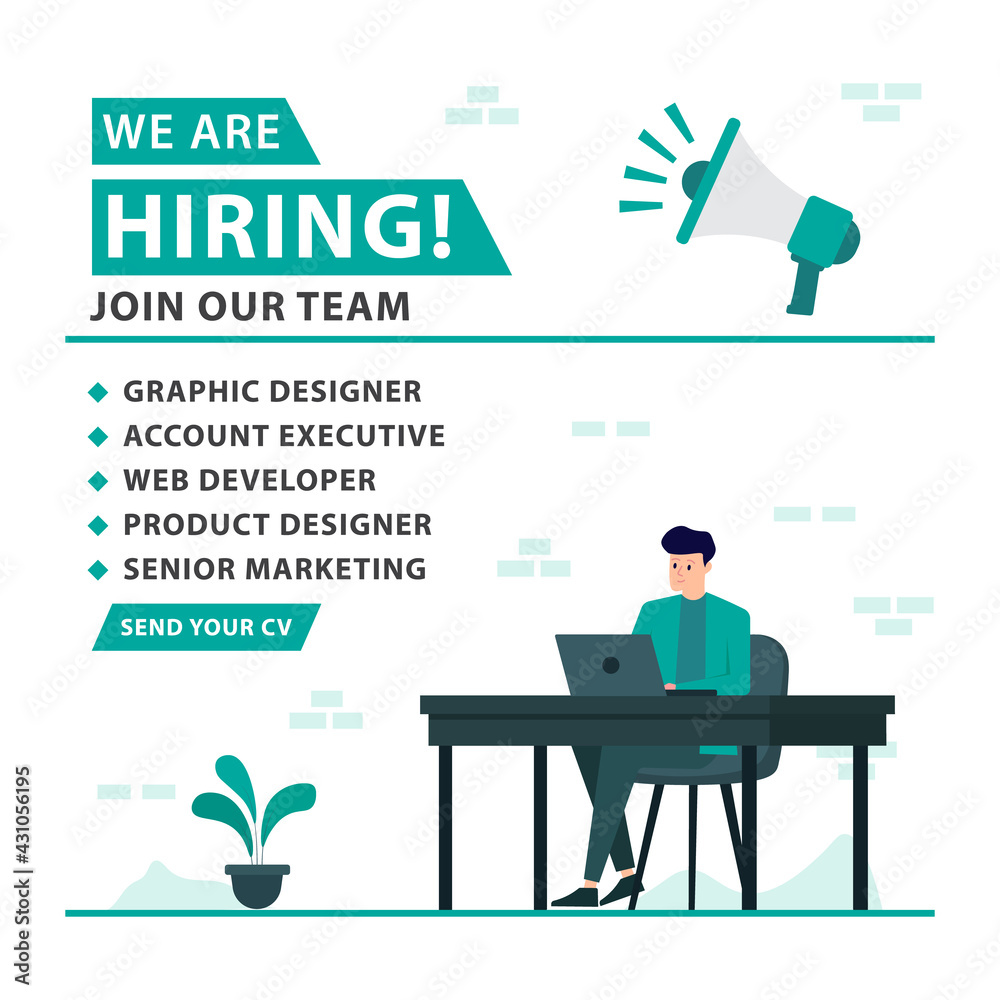 WE ARE
HIRING!
JOIN OUR TEAM
GRAPHIC DESIGNER
ACCOUNT EXECUTIVE
WEB DEVELOPER
PRODUCT DESIGNER
SENIOR MARKETING
SEND YOUR CV
Adobe Stock | #431056195